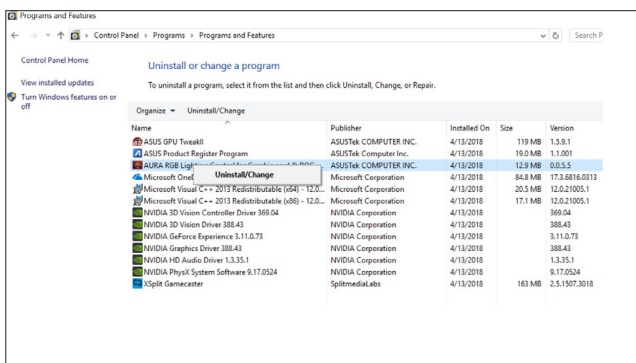 Programs and Features
Control Panel > Programs > Programs and Features
Search P
Control Panel Home
View installed updates
Turn Windows features on or
off
Uninstall or change a program
To uninstall a program, select it from the list and then click Uninstall, Change, or Repair.
Organize Uninstall/Change
Name Publisher Installed On Size Version
ASUS GPU TweakII ASUSTek COMPUTER INC. 4/13/2018 119 MB 1.5.9.1
ASUS Product Register Program ASUSTek Computer Inc. 4/13/2018 19.0 MB 1.1.001
AURA RGB ASUSTek COMPUTER INC. 4/13/2018 12.9 MB 0.0.5.5
Uninstall/Change
Microsoft Microsoft Corporation 4/13/2018 84.8 MB 17.3.6816.0313
Microsoft Visual C++ 2013 Redistributable (x64) - 12.0... Microsoft Corporation 4/13/2018 20.5 MB 12.0.21005.1
Microsoft Visual C++ 2013 Redistributable (x86) - 12.0... Microsoft Corporation 4/13/2018 17.1 MB 12.0.21005.1
NVIDIA 3D Vision Controller Driver 369.04 NVIDIA Corporation 4/13/2018 369.04
NVIDIA 3D Vision Driver 388.43 NVIDIA Corporation 4/13/2018 388.43
NVIDIA GeForce Experience 3.11.0.73 NVIDIA Corporation 4/13/2018 3.11.0.73
NVIDIA Graphics Driver 388.43 NVIDIA Corporation 4/13/2018 388.43
NVIDIA HD Audio Driver 1.3.35.1 NVIDIA Corporation 4/13/2018 1.3.35.1
NVIDIA PhysX System Software 9.17.0524 NVIDIA Corporation 4/13/2018 9.17.0524
XSplit Gamecaster SplitmediaLabs 4/13/2018 163 MB 2.5.1507.3018